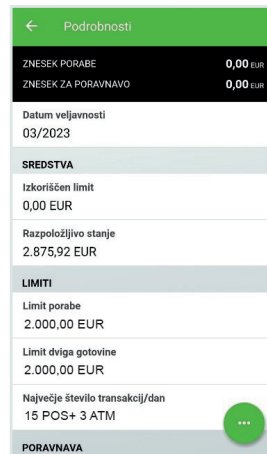 Podrobnosti
ZNESEK PORABE 0,00 EUR
ZNESEK ZA PORAVNAVO 0,00 EUR
Datum veljavnosti
03/2023
SREDSTVA
Izkoriščen limit
0,00 EUR
Razpoložljivo stanje
2.875,92 EUR
LIMITI
Limit porabe
2.000,00 EUR
Limit dviga gotovine
2.000,00 EUR
Največje število transakcij/dan
15 POS+ 3 ATM
PORAVNAVA